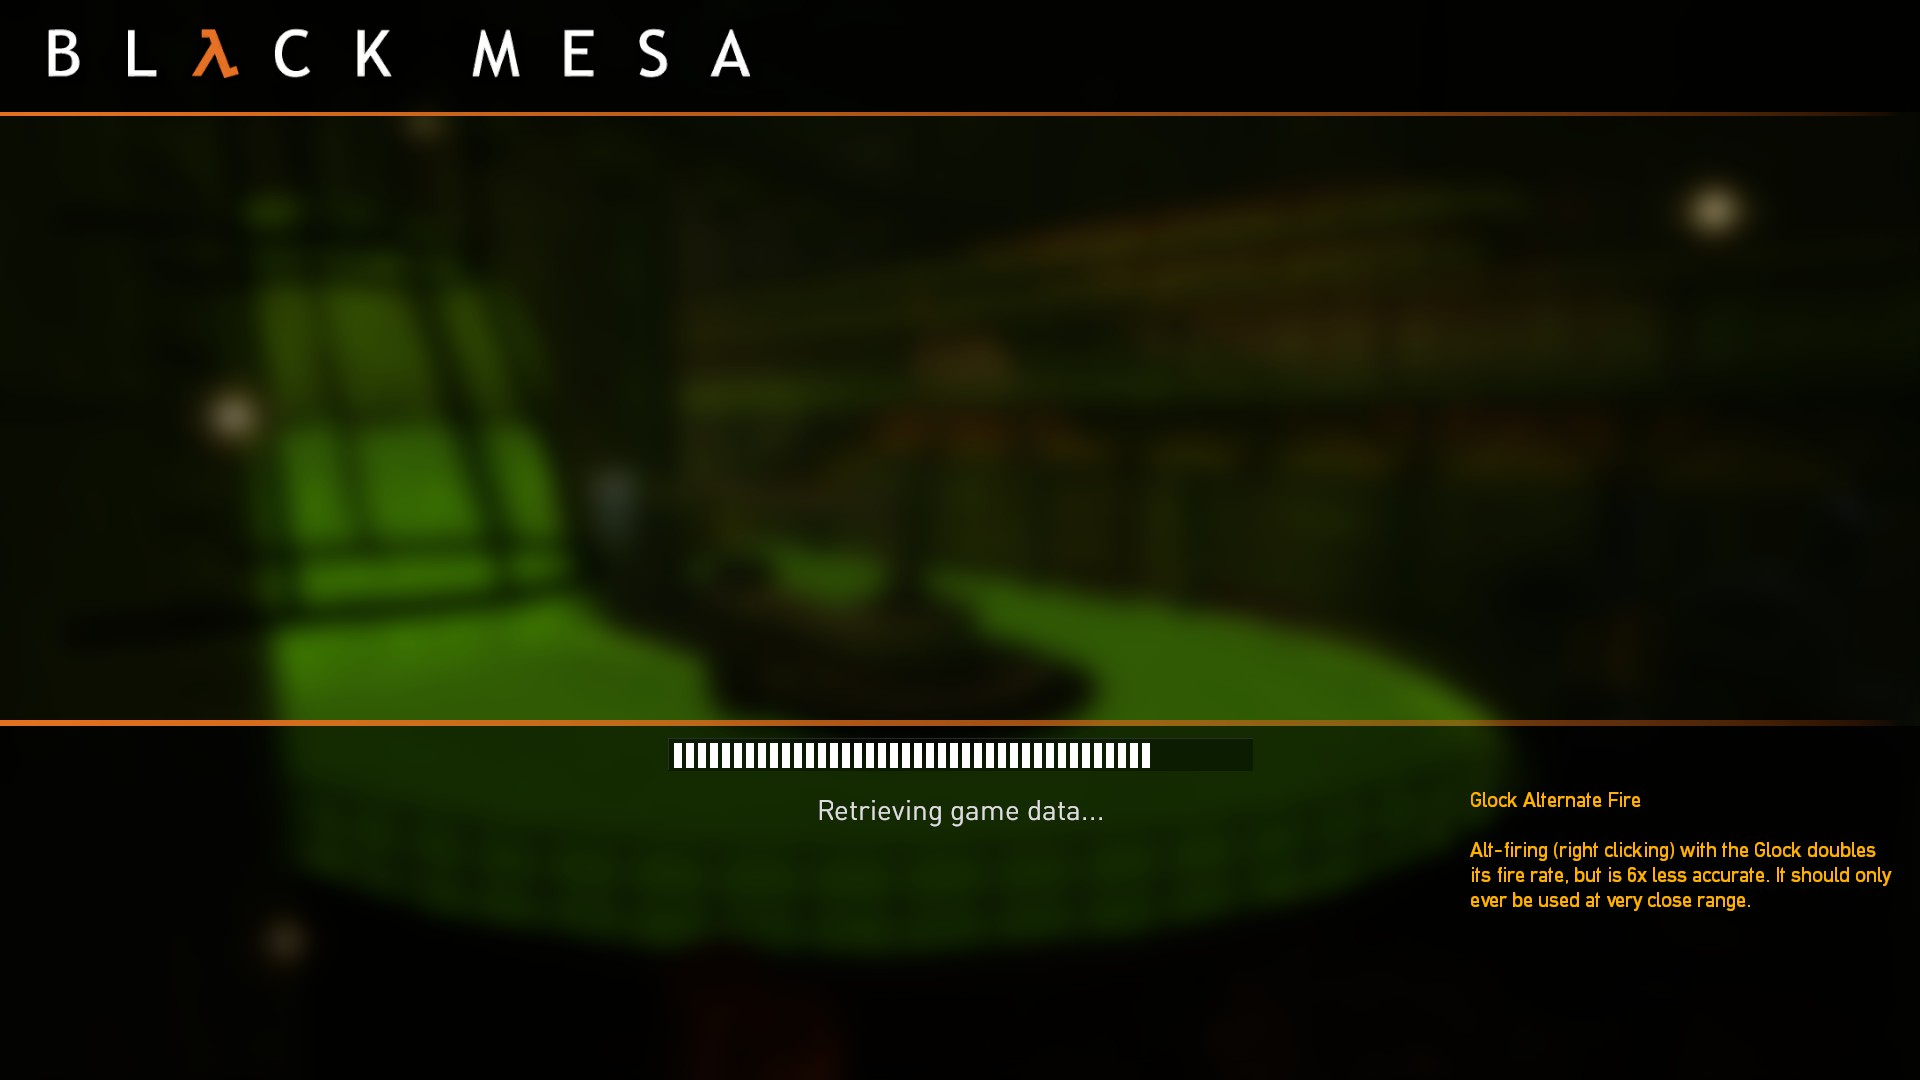 BLλCK MESA
Retrieving game data...
Glock Alternate Fire
Alt-firing (right clicking) with the Glock doubles
its fire rate, but is 6x less accurate. It should only
ever be used at very close range.